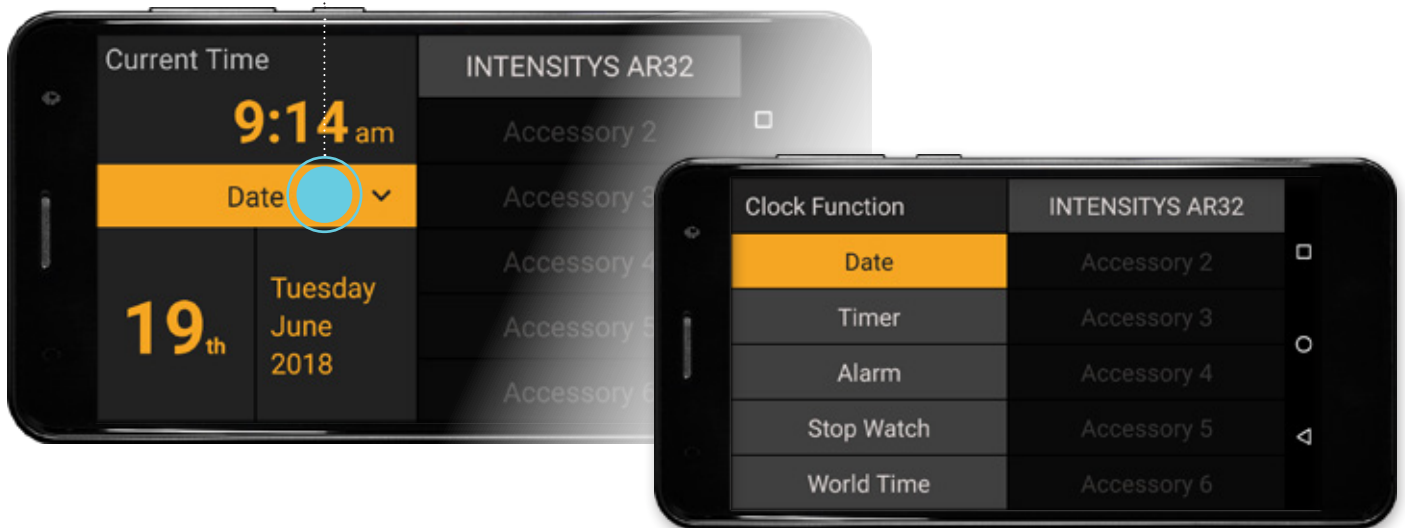 Current Time
9:14 am
Date
19th
Tuesday
June
2018
INTENSITYS AR32
Accessory 2
Accessory 3
Accessory 4
Accessory 5
Accessory 6
Clock Function
Date
Timer
Alarm
Stop Watch
World Time
INTENSITYS AR32
Accessory 2
Accessory 3
Accessory 4
Accessory 5
Accessory 6